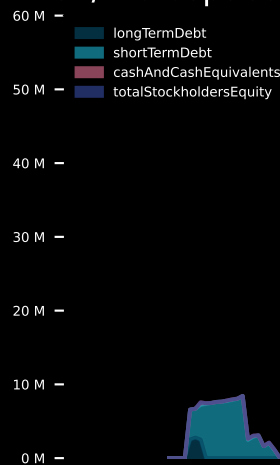 60 M
longTermDebt
shortTermDebt
cashAndCashEquivalents
totalStockholdersEquity
50 M
40 M
30 M
20 M
10 M
0 M